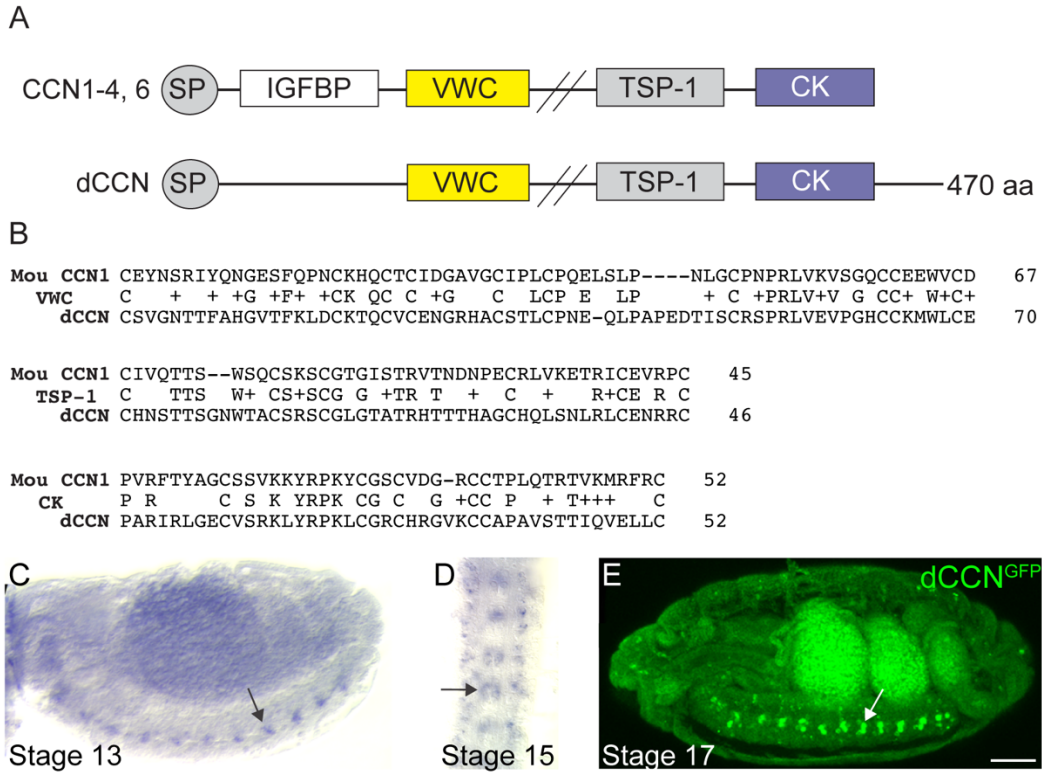 A
CCN1-4, 6 SP IGFBP VWC TSP-1 CK
dCCN SP VWC TSP-1 CK 470 aa
B
Mou CCN1 CEYNSRIYQNGESFQPNCKHQCTCIDGAVGCIPLCPQELSLP----NLGCPNPRLVKVSGQCCEEWVCD 67
VWC C + + +G +F+ +CK QC C +G C LCP E LP + C +PRLV+V G CC+ W+C+
dCCN CSVGNTTFAHGVTFKLDCKTQCVCENGRHACSTLCPNE-QLPAPEDTISCRSPRLVEVPGHCCKMWLCE 70
Mou CCN1 CIVQTTS--WSQCSKSCGTGISTRVTNDNPECRLVKETRICEVRPC 45
TSP-1 C TTS W+ CS+SCG G +TR T + C + R+CE R C
dCCN CHNSTTSGNWTACSRSCGLGTATRHTTTHAGCHQLSNLRLCENRRC 46
Mou CCN1 PVRFTYAGCSSVKKYRPKYCGSCVDG-RCCTPLQTRTVKMRFRC 52
CK P R C S K YRPK CG C G +CC P + T+++ C
dCCN PARIRLGECVSRKLYRPKLCGRCHRGVKCCAPAVSTTIQVELLC 52
C
Stage 13
D
Stage 15
E
dCCNGFP
Stage 17